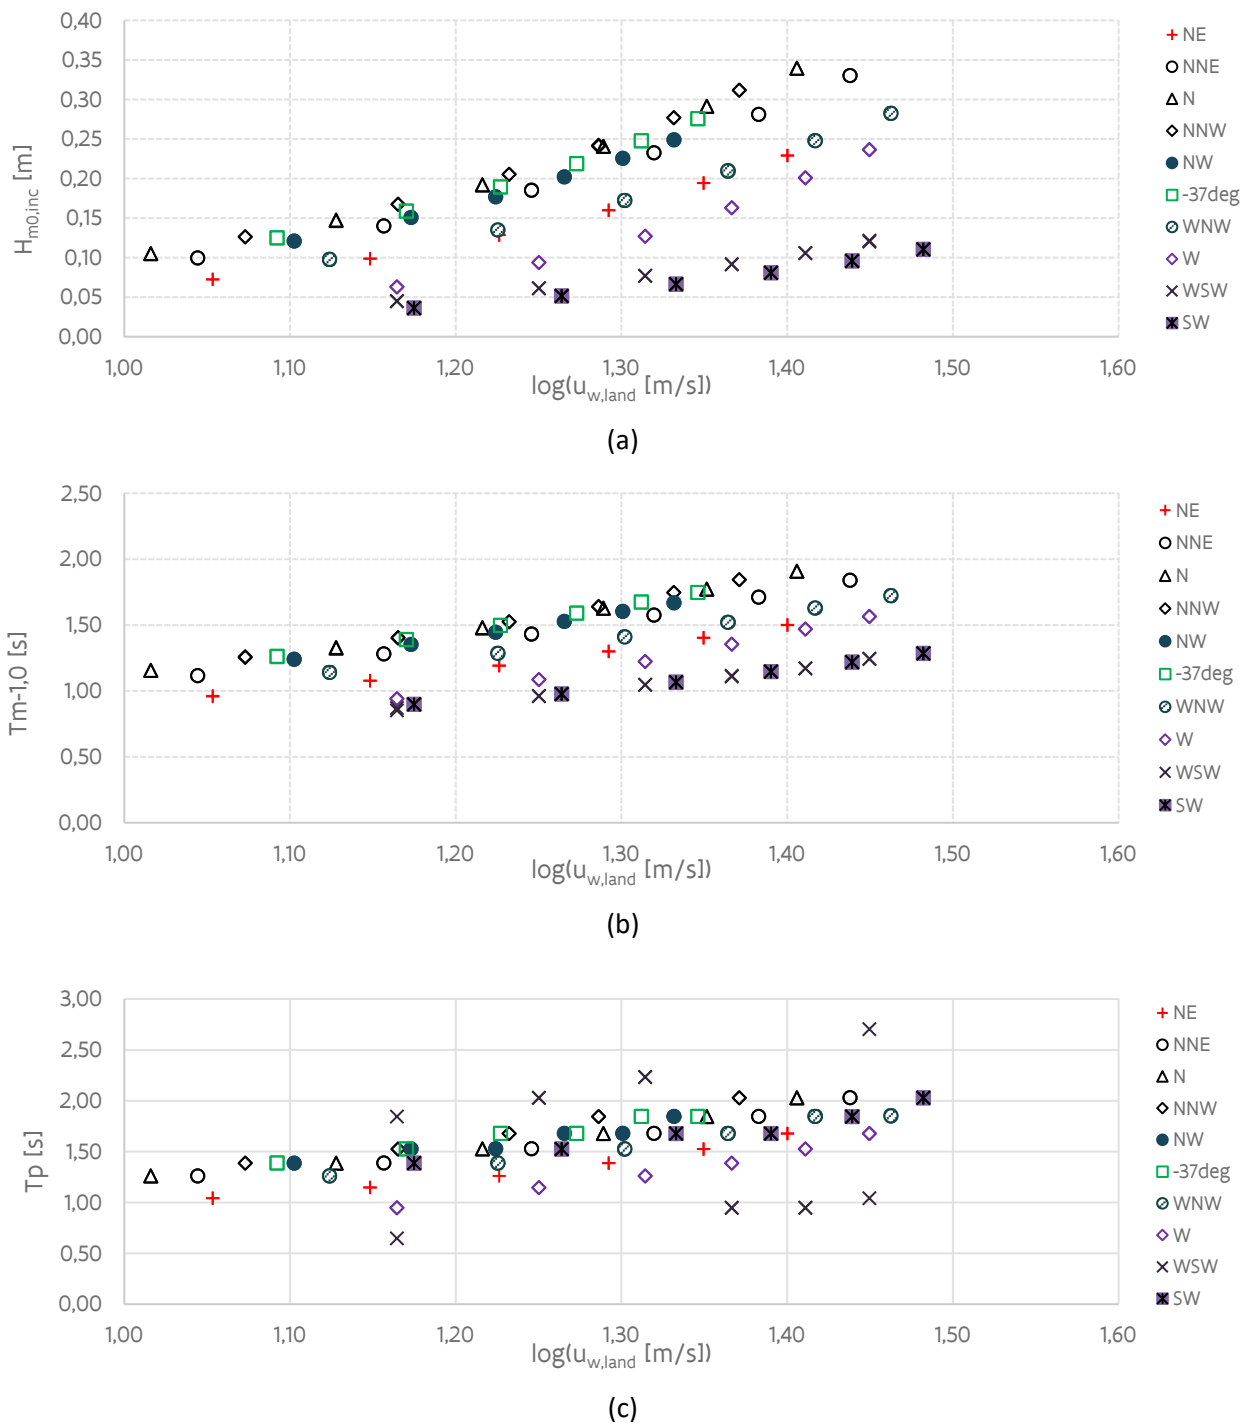 0,40
0,35
0,30
0,25
0,20
0,15
0,10
0,05
0,00
H_{m0,inc} [m]
1,00 1,10 1,20 1,30 1,40 1,50 1,60
log(u_{w,land} [m/s])
NE
NNE
N
NNW
NW
-37deg
WNW
W
WSW
SW
(a)
2,50
2,00
1,50
1,00
0,50
0,00
Tm-1,0 [s]
1,00 1,10 1,20 1,30 1,40 1,50 1,60
log(u_{w,land} [m/s])
NE
NNE
N
NNW
NW
-37deg
WNW
W
WSW
SW
(b)
3,00
2,50
2,00
1,50
1,00
0,50
0,00
Tp [s]
1,00 1,10 1,20 1,30 1,40 1,50 1,60
log(u_{w,land} [m/s])
NE
NNE
N
NNW
NW
-37deg
WNW
W
WSW
SW
(c)